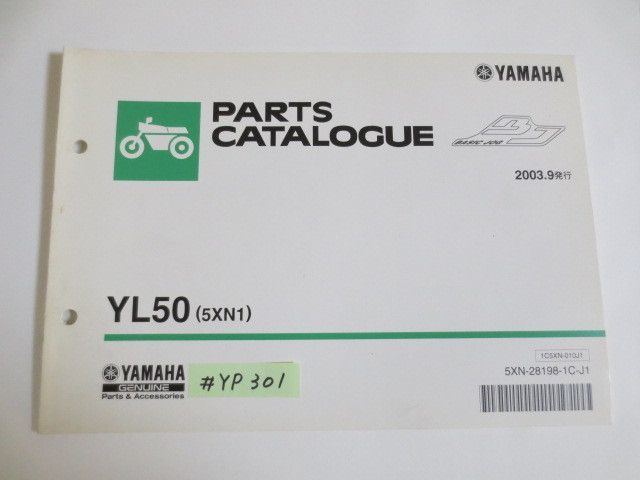 YAMAHA
PARTS
CATALOGUE
BJ
BASIC JOG
2003.9発行
YL50 (5XN1)
1C5XN-010J1
YAMAHA
GENUINE
Parts & Accessories
#YP301
5XN-28198-1C-J1